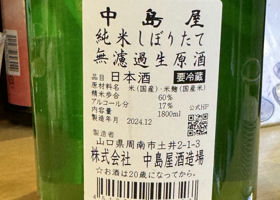 中島屋
純米しぼりたて
無濾過生原酒
品目 日本酒 要冷蔵
原材料名 米(国産)・米麹(国産米)
精米歩合 60%
アルコール分 17% 公式HP
内容量 1800ml
製造年月 2024.12
製造者
山口県周南市土井2-1-3
株式会社 中島屋酒造場
☆お酒は20歳になってから。